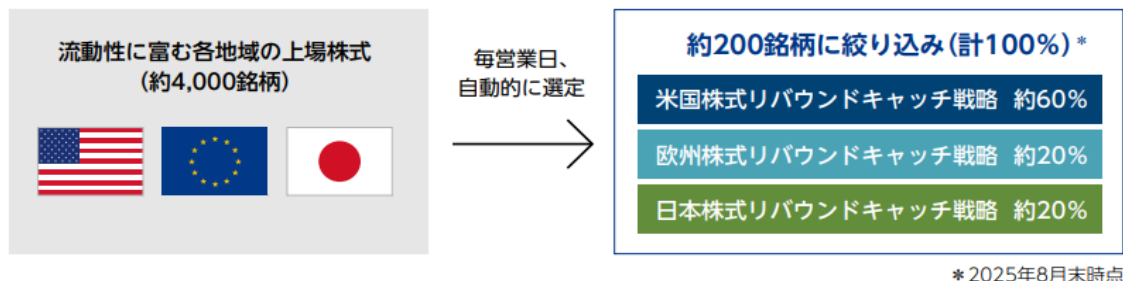 流動性に富む各地域の上場株式
(約4,000銘柄)
毎営業日、
自動的に選定
約200銘柄に絞り込み(計100%)*
米国株式リバウンドキャッチ戦略 約60%
欧州株式リバウンドキャッチ戦略 約20%
日本株式リバウンドキャッチ戦略 約20%
*2025年8月末時点